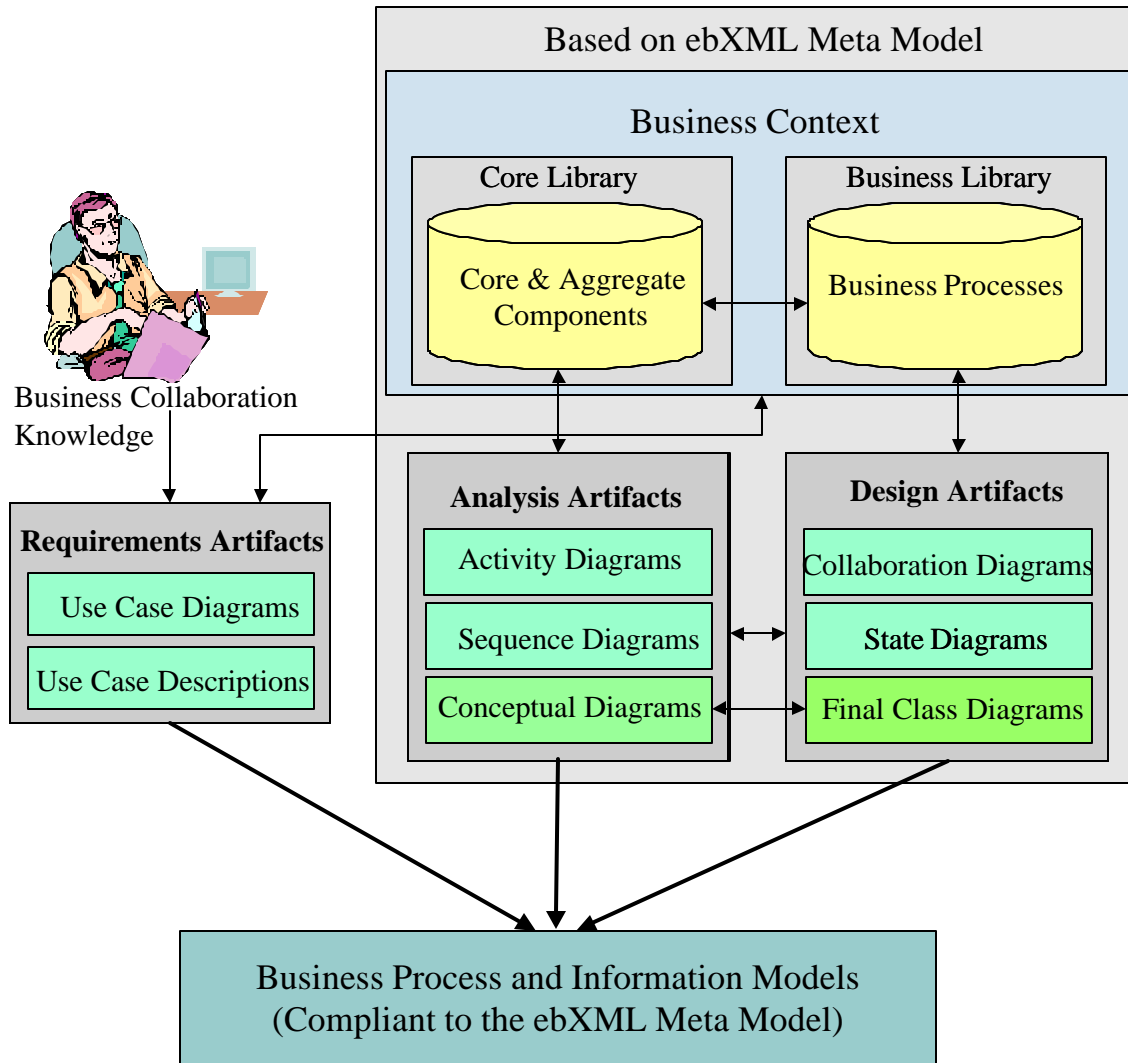 Based on ebXML Meta Model
Business Context
Core Library
Business Library
Core & Aggregate
Components
Business Processes
Business Collaboration
Knowledge
Requirements Artifacts
Use Case Diagrams
Use Case Descriptions
Analysis Artifacts
Activity Diagrams
Sequence Diagrams
Conceptual Diagrams
Design Artifacts
Collaboration Diagrams
State Diagrams
Final Class Diagrams
Business Process and Information Models
(Compliant to the ebXML Meta Model)